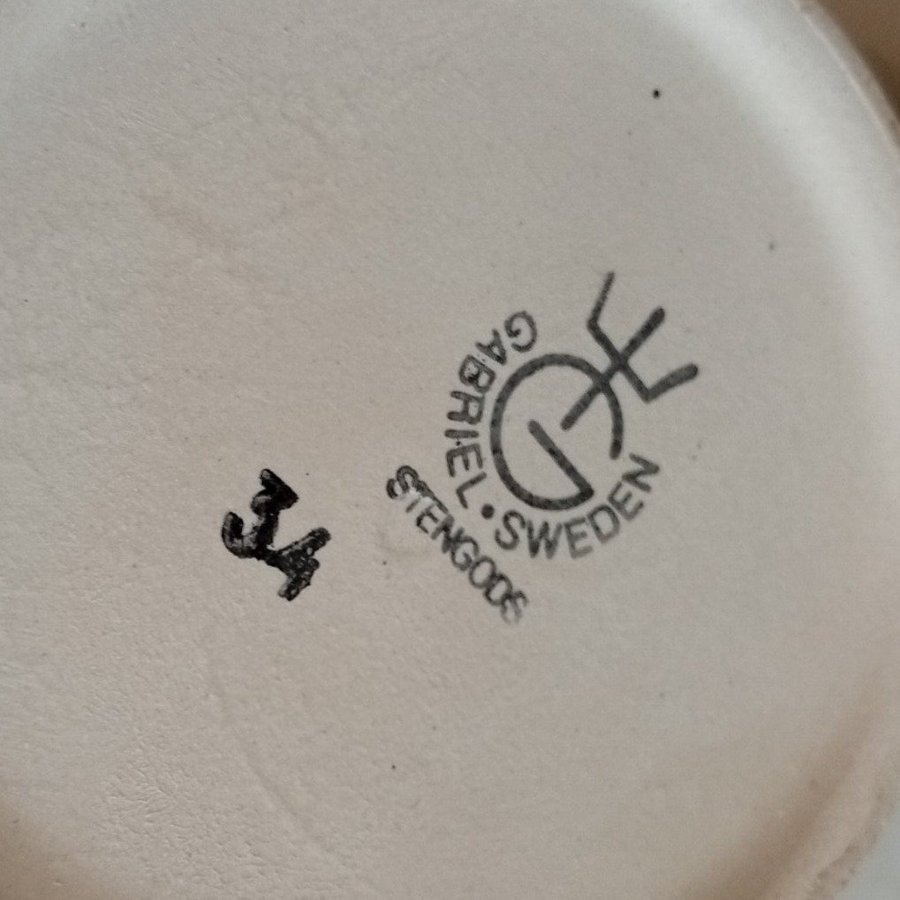 GABRIEL • SWEDEN
STENGODS
34